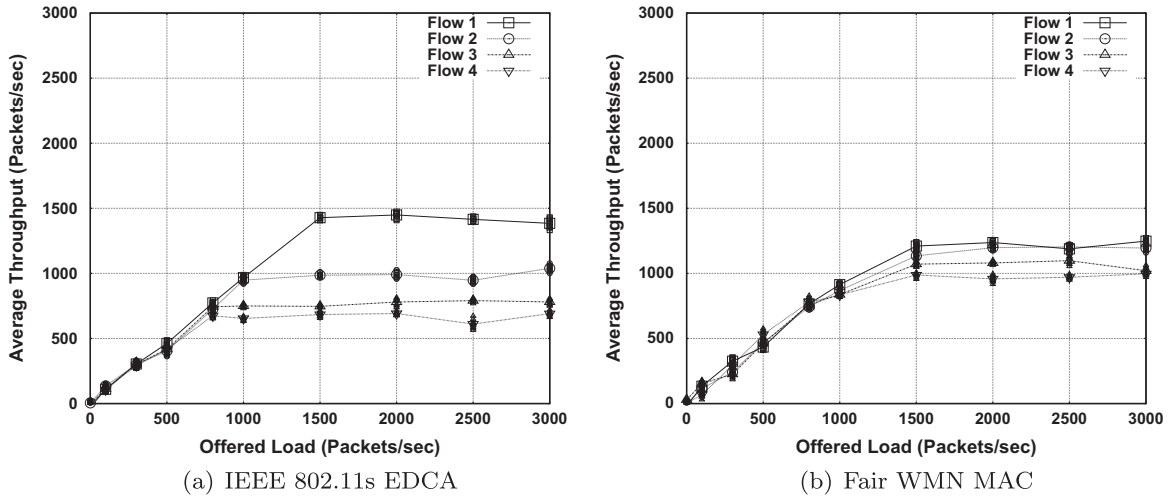 3000
2500
2000
1500
1000
500
0
Average Throughput (Packets/sec)
Flow 1
Flow 2
Flow 3
Flow 4
0 500 1000 1500 2000 2500 3000
Offered Load (Packets/sec)
(a) IEEE 802.11s EDCA
3000
2500
2000
1500
1000
500
0
Average Throughput (Packets/sec)
Flow 1
Flow 2
Flow 3
Flow 4
0 500 1000 1500 2000 2500 3000
Offered Load (Packets/sec)
(b) Fair WMN MAC